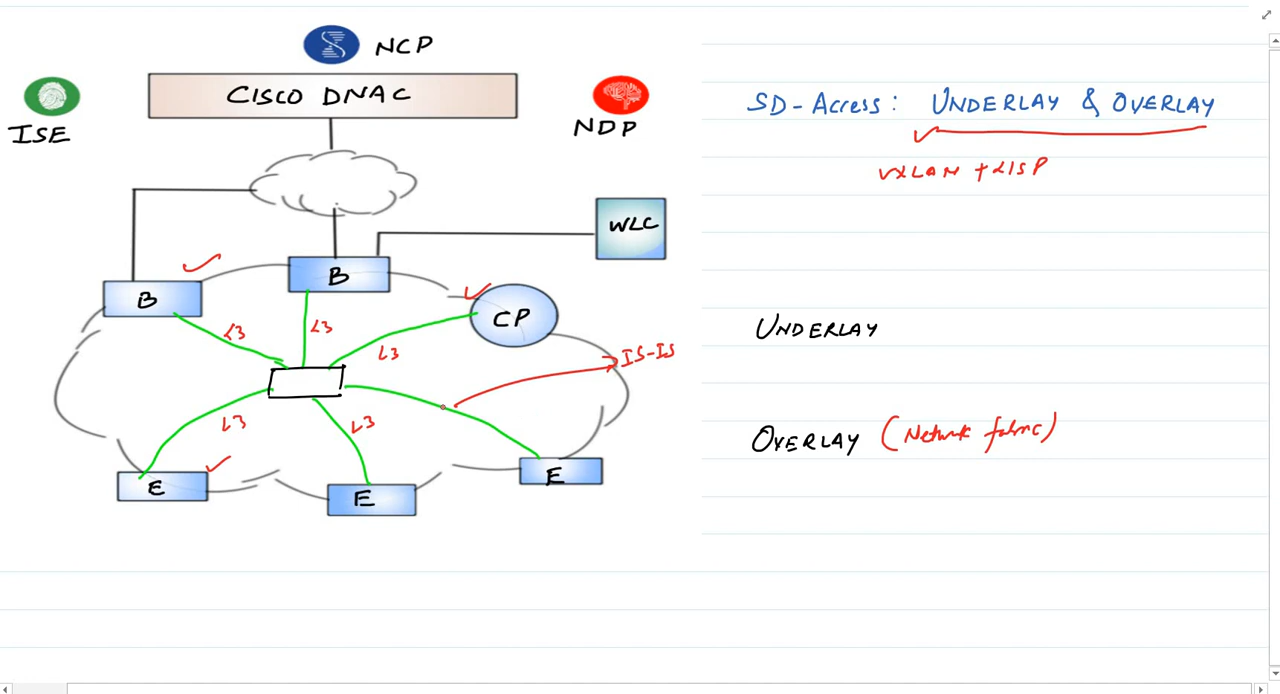 NCP
CISCO DNAC
ISE
NDP
SD-Access: UNDERLAY & OVERLAY
VXLAN + LISP
WLC
B
B
CP
L3
L3
L3
IS-IS
UNDERLAY
L3
L3
OVERLAY (Network fabric)
E
E
E